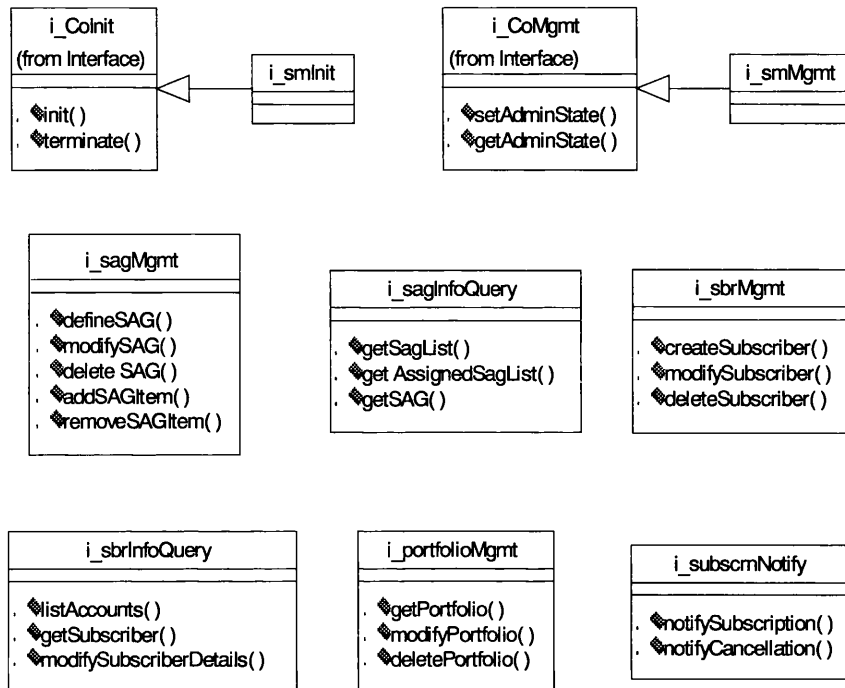 i_CoInit
(from Interface)
init()
terminate()
i_smInit
i_CoMgmt
(from Interface)
setAdminState()
getAdminState()
i_smMgmt
i_sagMgmt
defineSAG()
modifySAG()
delete SAG()
addSAGItem()
removeSAGItem()
i_sagInfoQuery
getSagList()
get AssignedSagList()
getSAG()
i_sbrMgmt
createSubscriber()
modifySubscriber()
deleteSubscriber()
i_sbrInfoQuery
listAccounts()
getSubscriber()
modifySubscriberDetails()
i_portfolioMgmt
getPortfolio()
modifyPortfolio()
deletePortfolio()
i_subscrnNotify
notifySubscription()
notifyCancellation()